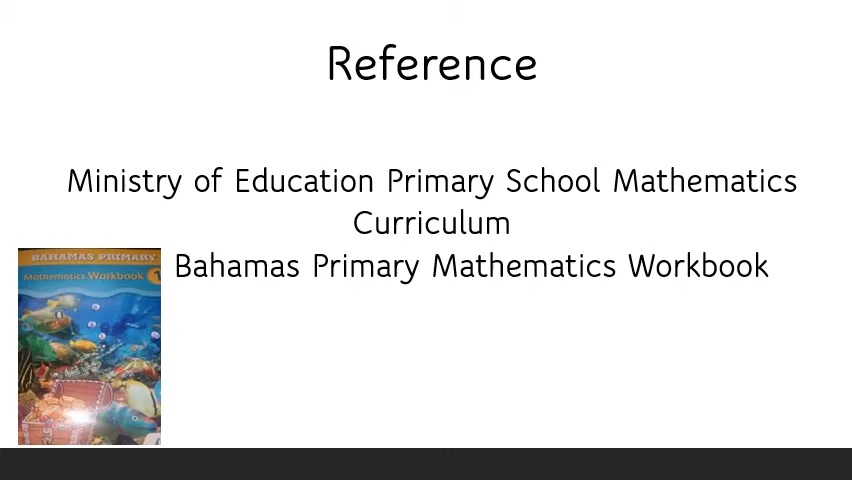 Reference
Ministry of Education Primary School Mathematics
Curriculum
Bahamas Primary Mathematics Workbook
BAHAMAS PRIMARY
Mathematics Workbook 1